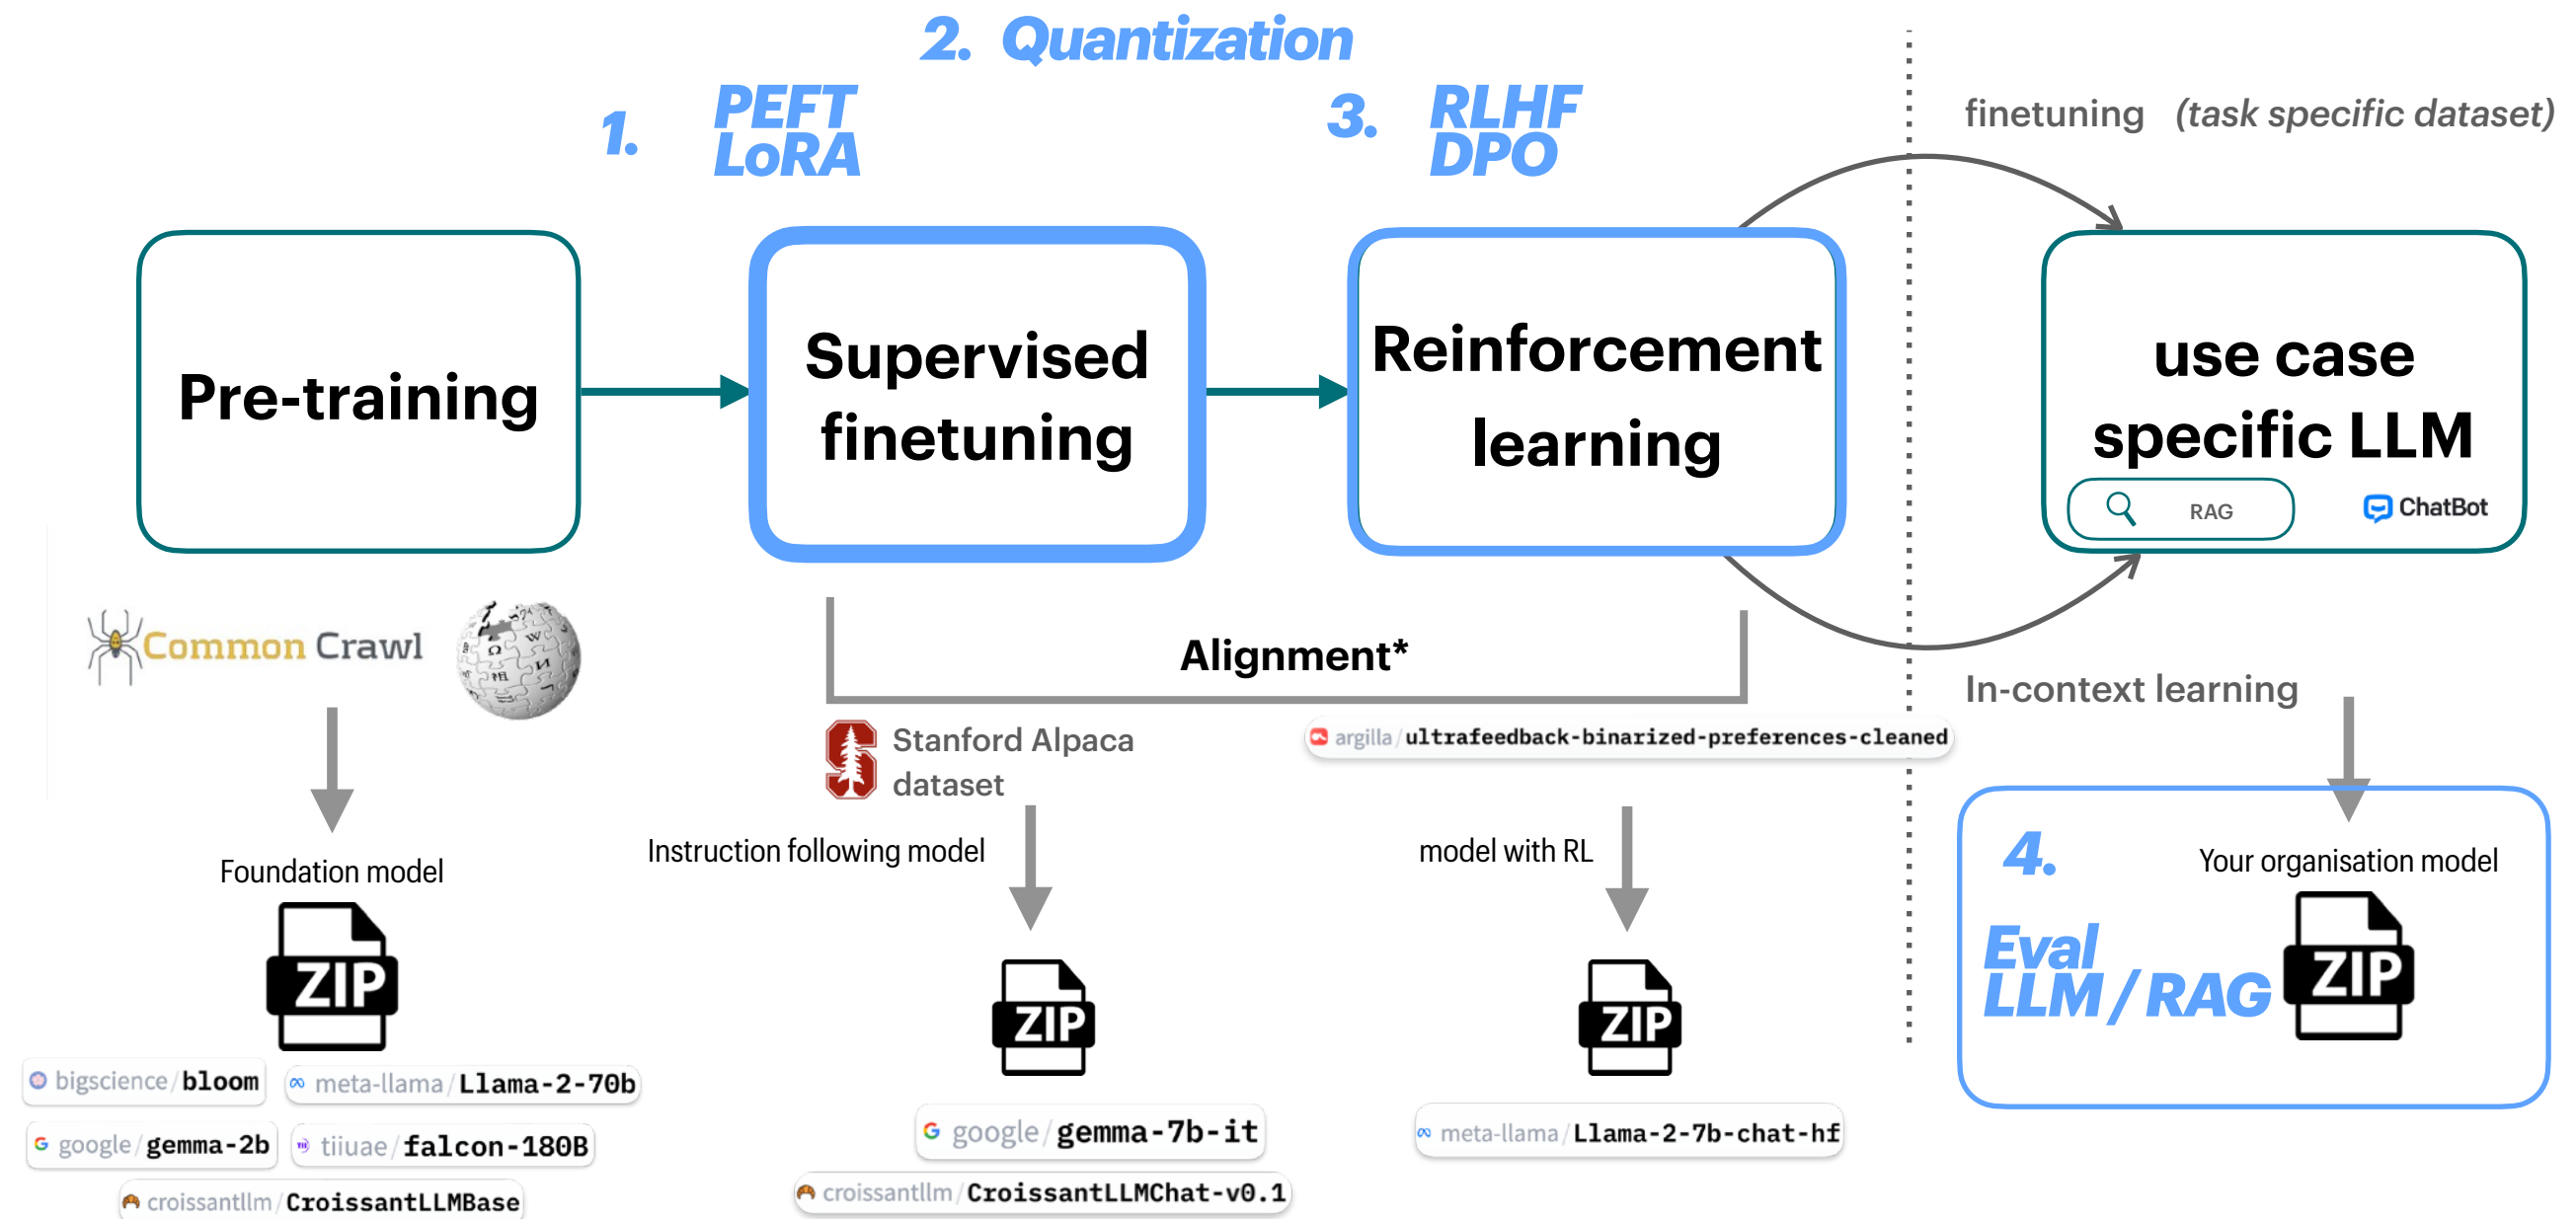 2. Quantization
1. PEFT
LoRA
3. RLHF
DPO
finetuning (task specific dataset)
Pre-training
Supervised
finetuning
Reinforcement
learning
use case
specific LLM
RAG
ChatBot
Common Crawl
Alignment*
In-context learning
Stanford Alpaca
dataset
argilla/ultrafeedback-binarized-preferences-cleaned
Foundation model
Instruction following model
model with RL
4.
Your organisation model
Eval
LLM / RAG
ZIP
ZIP
ZIP
ZIP
bigscience/bloom
meta-llama/Llama-2-70b
google/gemma-2b
tiiuae/falcon-180B
croissantllm/CroissantLLMBase
google/gemma-7b-it
croissantllm/CroissantLLMChat-v0.1
meta-llama/Llama-2-7b-chat-hf